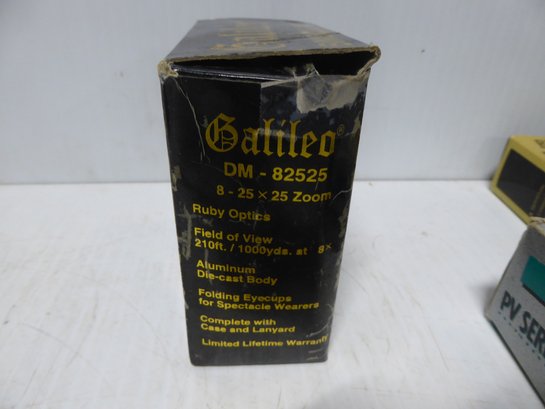 Galileo®
DM - 82525
8 - 25 × 25 Zoom
Ruby Optics
Field of View
210ft. / 1000yds. at 8×
Aluminum
Die-cast Body
Folding Eyecups
for Spectacle Wearers
Complete with
Case and Lanyard
Limited Lifetime Warranty
PV SER